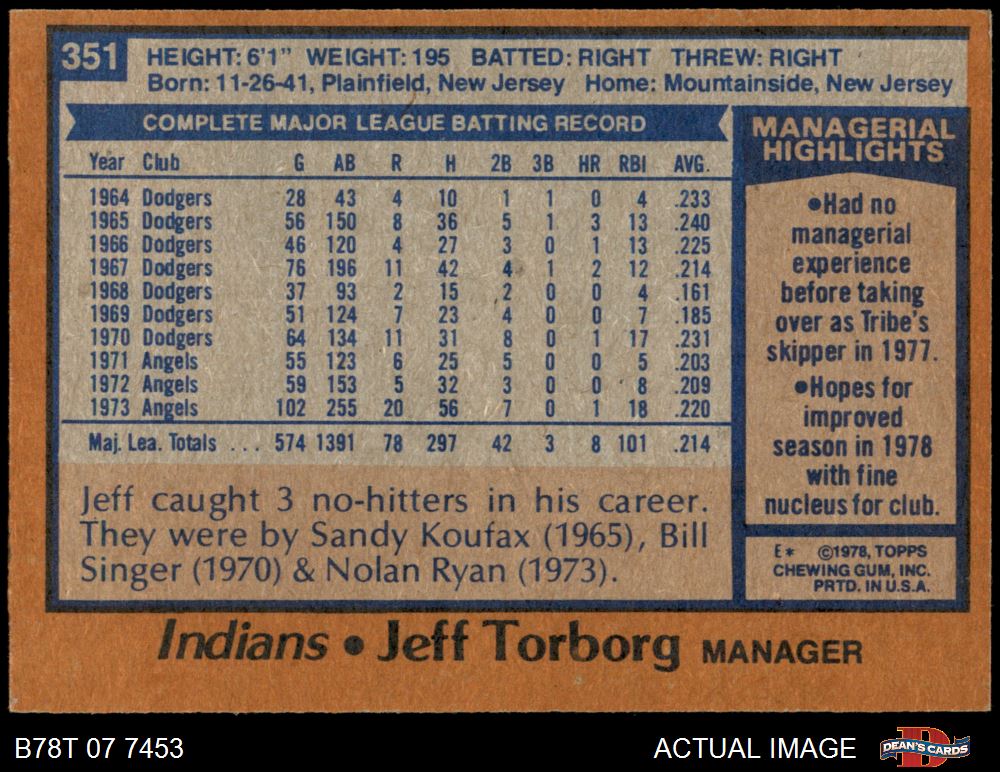 351
HEIGHT: 6'1" WEIGHT: 195 BATTED: RIGHT THREW: RIGHT
Born: 11-26-41, Plainfield, New Jersey Home: Mountainside, New Jersey
COMPLETE MAJOR LEAGUE BATTING RECORD
Year Club G AB R H 2B 3B HR RBI AVG.
1964 Dodgers 28 43 4 10 1 1 0 4 .233
1965 Dodgers 56 150 8 36 5 1 3 13 .240
1966 Dodgers 46 120 4 27 3 0 1 13 .225
1967 Dodgers 76 196 11 42 4 1 2 12 .214
1968 Dodgers 37 93 2 15 2 0 0 4 .161
1969 Dodgers 51 124 7 23 4 0 0 7 .185
1970 Dodgers 64 134 11 31 8 0 1 17 .231
1971 Angels 55 123 6 25 5 0 0 5 .203
1972 Angels 59 153 5 32 3 0 0 8 .209
1973 Angels 102 255 20 56 7 0 1 18 .220
Maj. Lea. Totals ... 574 1391 78 297 42 3 8 101 .214
Jeff caught 3 no-hitters in his career.
They were by Sandy Koufax (1965), Bill
Singer (1970) & Nolan Ryan (1973).
MANAGERIAL
HIGHLIGHTS
•Had no
managerial
experience
before taking
over as Tribe's
skipper in 1977.
•Hopes for
improved
season in 1978
with fine
nucleus for club.
E* ©1978, TOPPS
CHEWING GUM, INC.
PRTD. IN U.S.A.
Indians • Jeff Torborg MANAGER
B78T 07 7453
ACTUAL IMAGE
D
DEAN'S CARDS